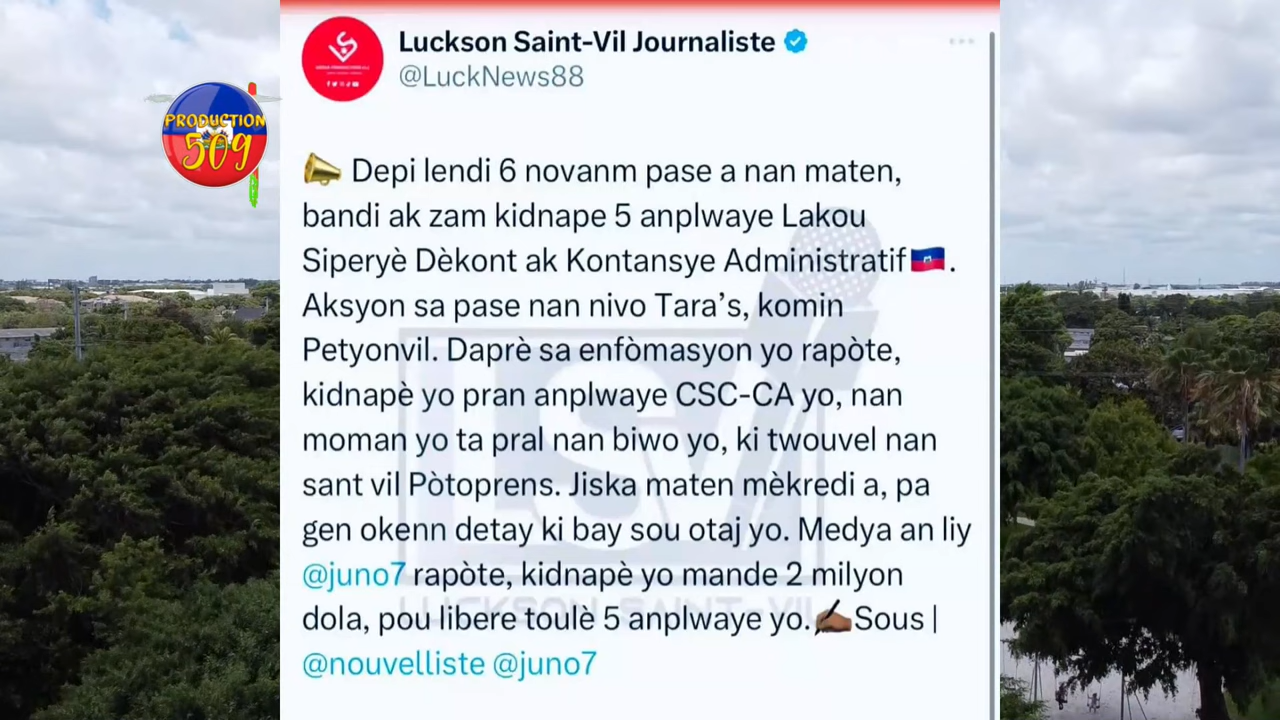 PRODUCTION
509
Luckson Saint-Vil Journaliste
@LuckNews88
Depi lendi 6 novanm pase a nan maten,
bandi ak zam kidnape 5 anplwaye Lakou
Siperyè Dèkont ak Kontansye Administratif.
Aksyon sa pase nan nivo Tara’s, komin
Petyonvil. Daprè sa enfòmasyon yo rapòte,
kidnapè yo pran anplwaye CSC-CA yo, nan
moman yo ta pral nan biwo yo, ki twouvel nan
sant vil Pòtoprens. Jiska maten mèkredi a, pa
gen okenn detay ki bay sou otaj yo. Medya an liy
@juno7 rapòte, kidnapè yo mande 2 milyon
dola, pou libere toulè 5 anplwaye yo. Sous |
@nouvelliste @juno7
LSV
LUCKSON SAINT-VIL